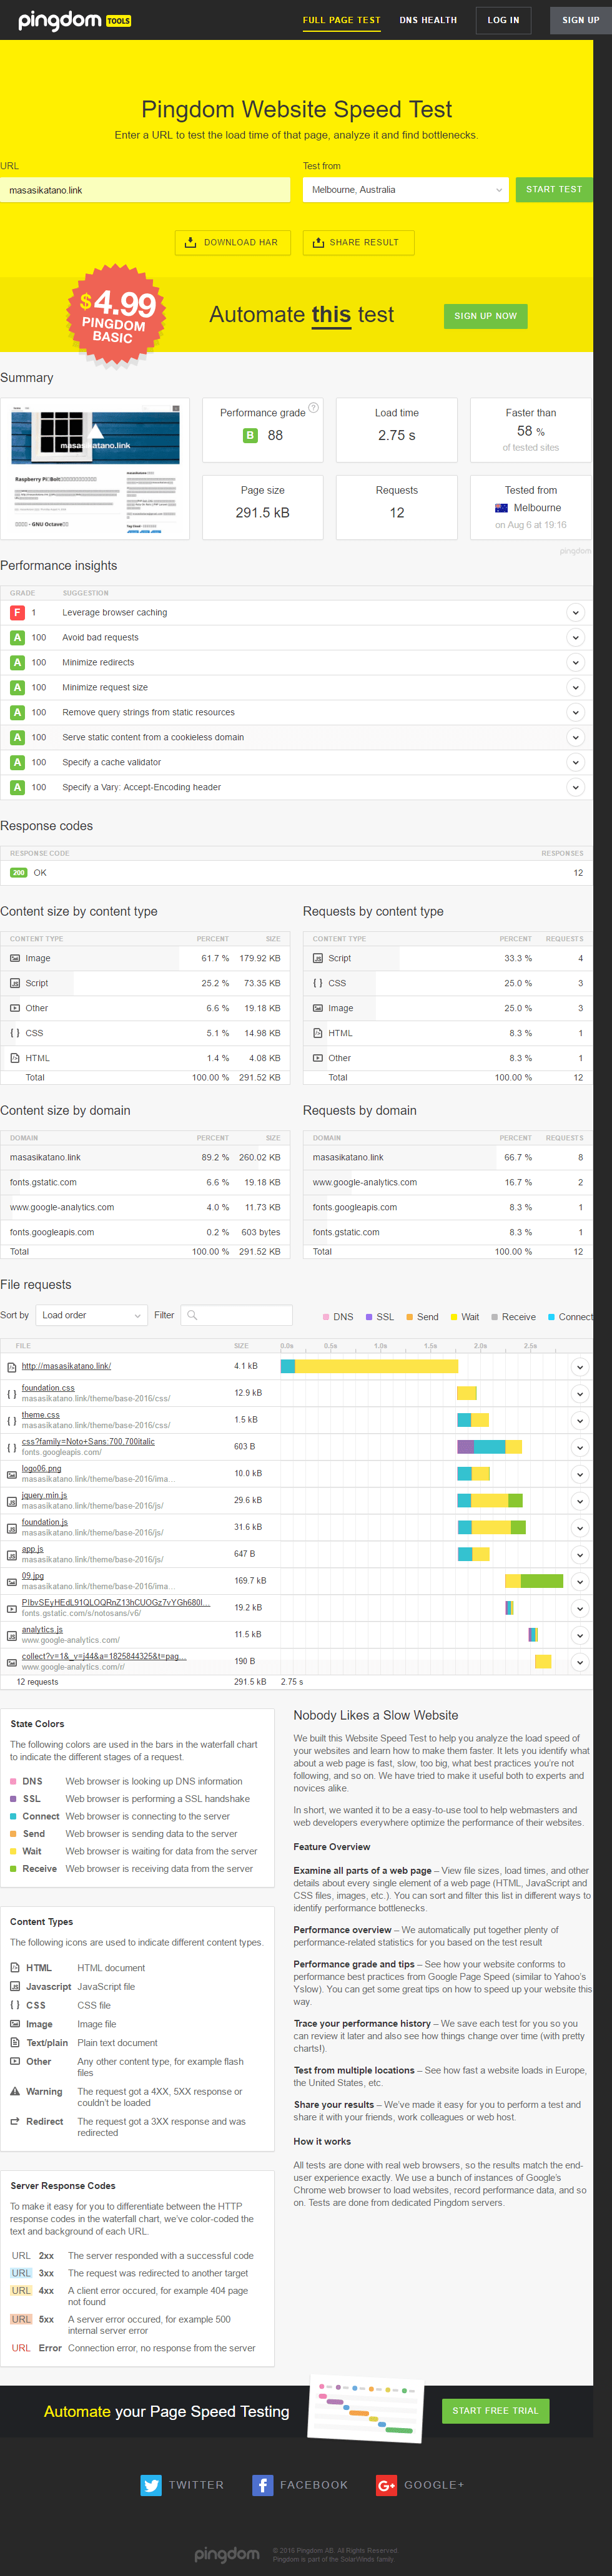 pingdom TOOLS
FULL PAGE TEST
DNS HEALTH
LOG IN
SIGN UP
Pingdom Website Speed Test
Enter a URL to test the load time of that page, analyze it and find bottlenecks.
URL
Test from
masasikatano.link
Melbourne, Australia
START TEST
DOWNLOAD HAR
SHARE RESULT
$4.99
PINGDOM
BASIC
Automate this test
SIGN UP NOW
Summary
masasikatano.link
Performance grade ?
B 88
Load time
2.75 s
Faster than
58 %
of tested sites
Page size
291.5 kB
Requests
12
Tested from
Melbourne
on Aug 6 at 19:16
pingdom
Performance insights
GRADE SUGGESTION
F 1 Leverage browser caching
A 100 Avoid bad requests
A 100 Minimize redirects
A 100 Minimize request size
A 100 Remove query strings from static resources
A 100 Serve static content from a cookieless domain
A 100 Specify a cache validator
A 100 Specify a Vary: Accept-Encoding header
Response codes
RESPONSE CODE RESPONSES
200 OK 12
Content size by content type
CONTENT TYPE PERCENT SIZE
Image 61.7 % 179.92 KB
Script 25.2 % 73.35 KB
Other 6.6 % 19.18 KB
{ } CSS 5.1 % 14.98 KB
HTML 1.4 % 4.08 KB
Total 100.00 % 291.52 KB
Requests by content type
CONTENT TYPE PERCENT REQUESTS
Script 33.3 % 4
{ } CSS 25.0 % 3
Image 25.0 % 3
HTML 8.3 % 1
Other 8.3 % 1
Total 100.00 % 12
Content size by domain
DOMAIN PERCENT SIZE
masasikatano.link 89.2 % 260.02 KB
fonts.gstatic.com 6.6 % 19.18 KB
www.google-analytics.com 4.0 % 11.73 KB
fonts.googleapis.com 0.2 % 603 bytes
Total 100.00 % 291.52 KB
Requests by domain
DOMAIN PERCENT REQUESTS
masasikatano.link 66.7 % 8
www.google-analytics.com 16.7 % 2
fonts.googleapis.com 8.3 % 1
fonts.gstatic.com 8.3 % 1
Total 100.00 % 12
File requests
Sort by Load order Filter
DNS SSL Send Wait Receive Connect
FILE SIZE 0.0s 0.5s 1.0s 1.5s 2.0s 2.5s
http://masasikatano.link/ 4.1 kB
foundation.css 12.9 kB
masasikatano.link/theme/base-2016/css/
theme.css 1.5 kB
masasikatano.link/theme/base-2016/css/
css?family=Noto+Sans:700,700italic 603 B
fonts.googleapis.com/
logo06.png 10.0 kB
masasikatano.link/theme/base-2016/ima...
jquery.min.js 29.6 kB
masasikatano.link/theme/base-2016/js/
foundation.js 31.6 kB
masasikatano.link/theme/base-2016/js/
app.js 647 B
masasikatano.link/theme/base-2016/js/
09.jpg 169.7 kB
masasikatano.link/theme/base-2016/ima...
PIbvSEyHEdL91QLOQRnZ13hCUOGz7vYGh680l... 19.2 kB
fonts.gstatic.com/s/notosans/v6/
analytics.js 11.5 kB
www.google-analytics.com/
collect?v=1&_v=j44&a=1825844325&t=pag... 190 B
www.google-analytics.com/r/
12 requests 291.5 kB 2.75 s
State Colors
The following colors are used in the bars in the waterfall chart
to indicate the different stages of a request.
DNS Web browser is looking up DNS information
SSL Web browser is performing a SSL handshake
Connect Web browser is connecting to the server
Send Web browser is sending data to the server
Wait Web browser is waiting for data from the server
Receive Web browser is receiving data from the server
Content Types
The following icons are used to indicate different content types.
HTML HTML document
Javascript JavaScript file
{ } CSS CSS file
Image Image file
Text/plain Plain text document
Other Any other content type, for example flash
files
Warning The request got a 4XX, 5XX response or
couldn't be loaded
Redirect The request got a 3XX response and was
redirected
Server Response Codes
To make it easy for you to differentiate between the HTTP
response codes in the waterfall chart, we've color-coded the
text and background of each URL.
URL 2xx The server responded with a successful code
URL 3xx The request was redirected to another target
URL 4xx A client error occured, for example 404 page
not found
URL 5xx A server error occured, for example 500
internal server error
URL Error Connection error, no response from the server
Nobody Likes a Slow Website
We built this Website Speed Test to help you analyze the load speed of
your websites and learn how to make them faster. It lets you identify what
about a web page is fast, slow, too big, what best practices you're not
following, and so on. We have tried to make it useful both to experts and
novices alike.
In short, we wanted it to be a easy-to-use tool to help webmasters and
web developers everywhere optimize the performance of their websites.
Feature Overview
Examine all parts of a web page – View file sizes, load times, and other
details about every single element of a web page (HTML, JavaScript and
CSS files, images, etc.). You can sort and filter this list in different ways to
identify performance bottlenecks.
Performance overview – We automatically put together plenty of
performance-related statistics for you based on the test result
Performance grade and tips – See how your website conforms to
performance best practices from Google Page Speed (similar to Yahoo's
Yslow). You can get some great tips on how to speed up your website this
way.
Trace your performance history – We save each test for you so you
can review it later and also see how things change over time (with pretty
charts!).
Test from multiple locations – See how fast a website loads in Europe,
the United States, etc.
Share your results – We've made it easy for you to perform a test and
share it with your friends, work colleagues or web host.
How it works
All tests are done with real web browsers, so the results match the end-
user experience exactly. We use a bunch of instances of Google's
Chrome web browser to load websites, record performance data, and so
on. Tests are done from dedicated Pingdom servers.
Automate your Page Speed Testing
START FREE TRIAL
TWITTER
FACEBOOK
GOOGLE+
pingdom
© 2016 Pingdom AB. All Rights Reserved.
Pingdom is part of the SolarWinds family.